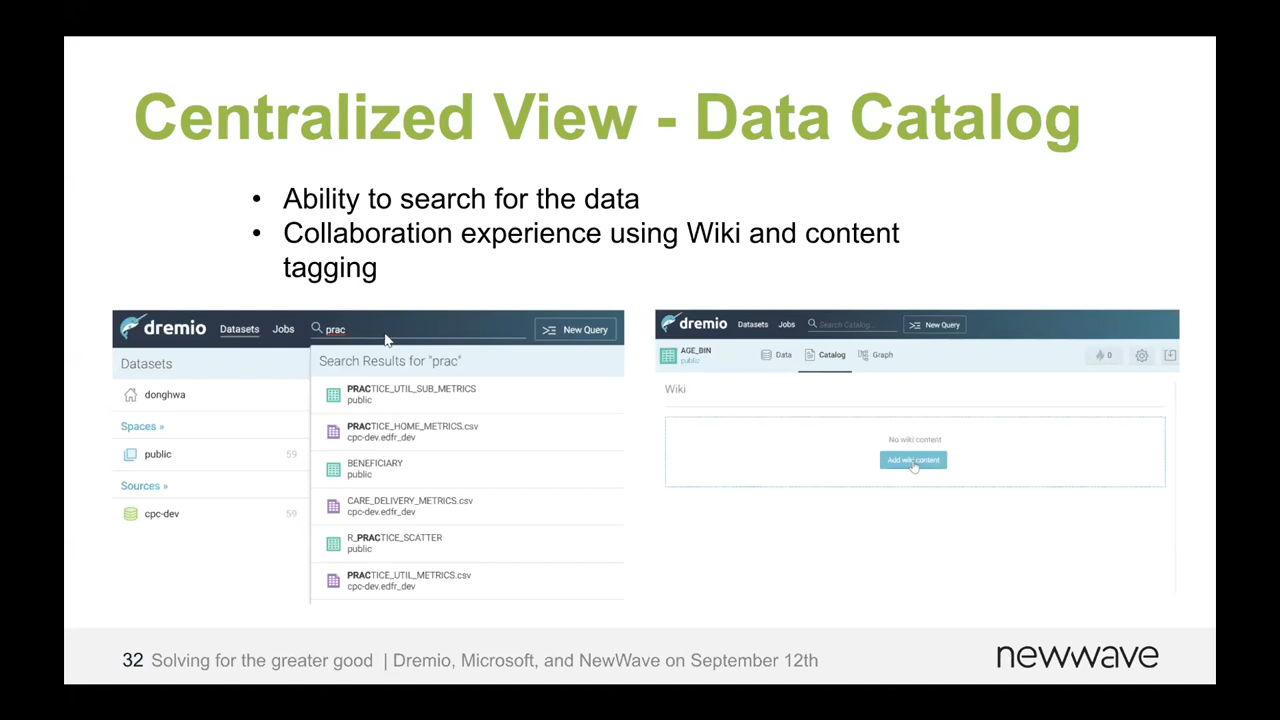 Centralized View - Data Catalog
• Ability to search for the data
• Collaboration experience using Wiki and content
tagging
dremio Datasets Jobs prac New Query
Datasets
donghwa
Spaces »
public 59
Sources »
cpc-dev 59
Search Results for "prac"
PRACTICE_UTIL_SUB_METRICS
public
PRACTICE_HOME_METRICS.csv
cpc-dev.edfr_dev
BENEFICIARY
public
CARE_DELIVERY_METRICS.csv
cpc-dev.edfr_dev
R_PRACTICE_SCATTER
public
PRACTICE_UTIL_METRICS.csv
cpc-dev.edfr_dev
dremio Datasets Jobs Search Catalog... New Query
AGE_BIN
public
Data Catalog Graph 0
Wiki
No wiki content
Add wiki content
32 Solving for the greater good | Dremio, Microsoft, and NewWave on September 12th
newwave